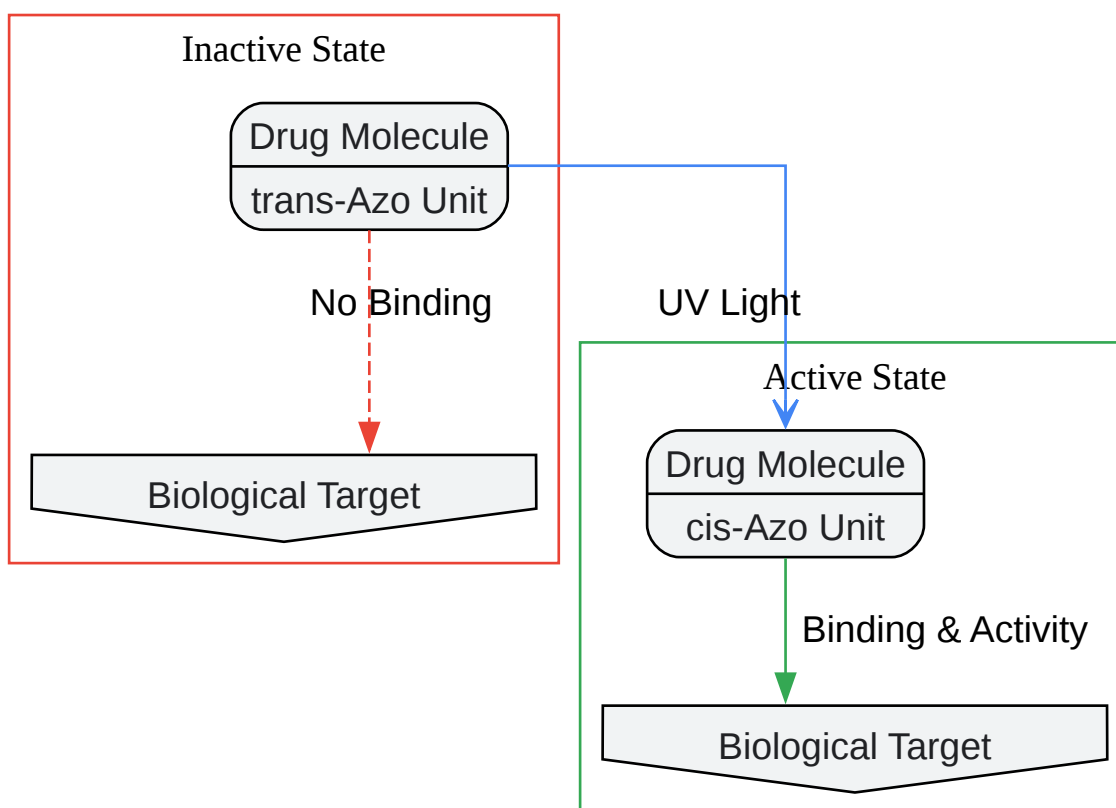 Inactive State
Drug Molecule
trans-Azo Unit
No Binding
Biological Target
UV Light
Active State
Drug Molecule
cis-Azo Unit
Binding & Activity
Biological Target